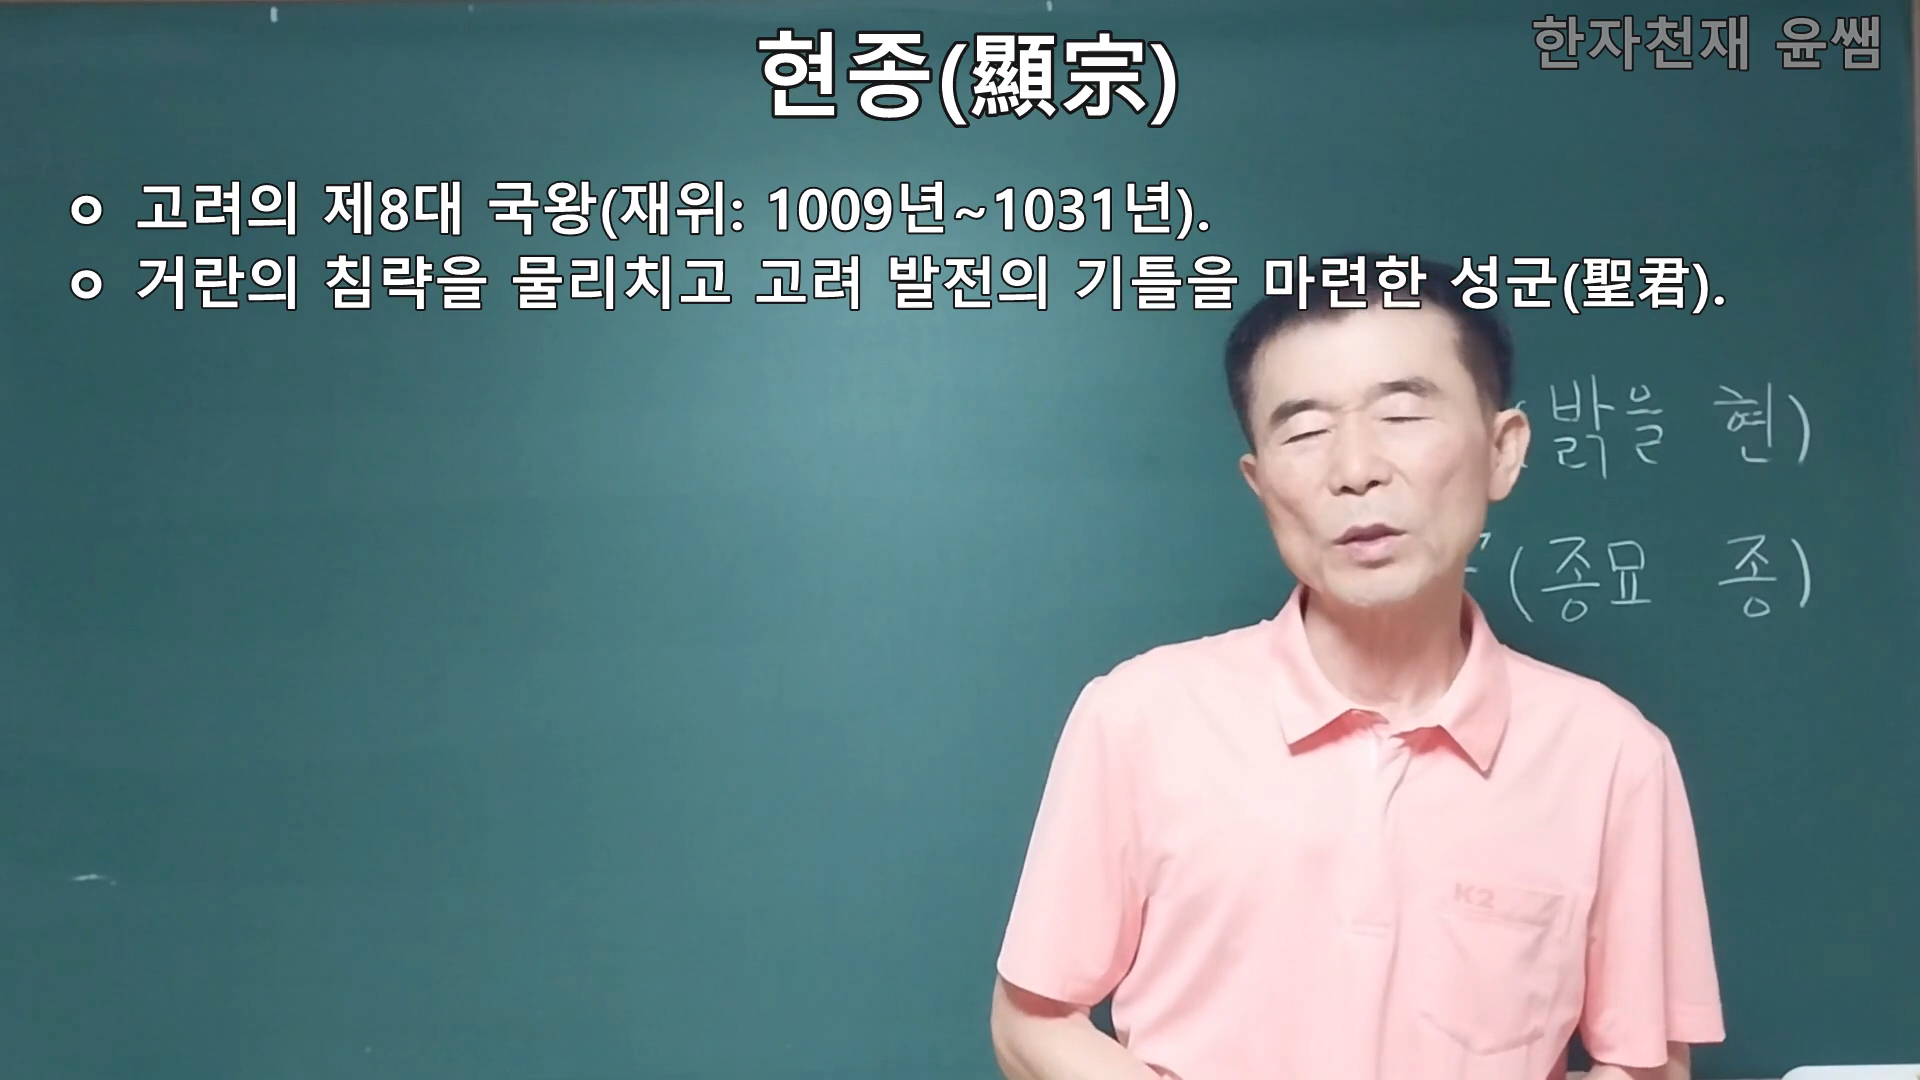 한자천재 윤쌤
현종(顯宗)
ㅇ 고려의 제8대 국왕(재위: 1009년~1031년).
ㅇ 거란의 침략을 물리치고 고려 발전의 기틀을 마련한 성군(聖君).
(밝을 현)
(종묘 종)
K2